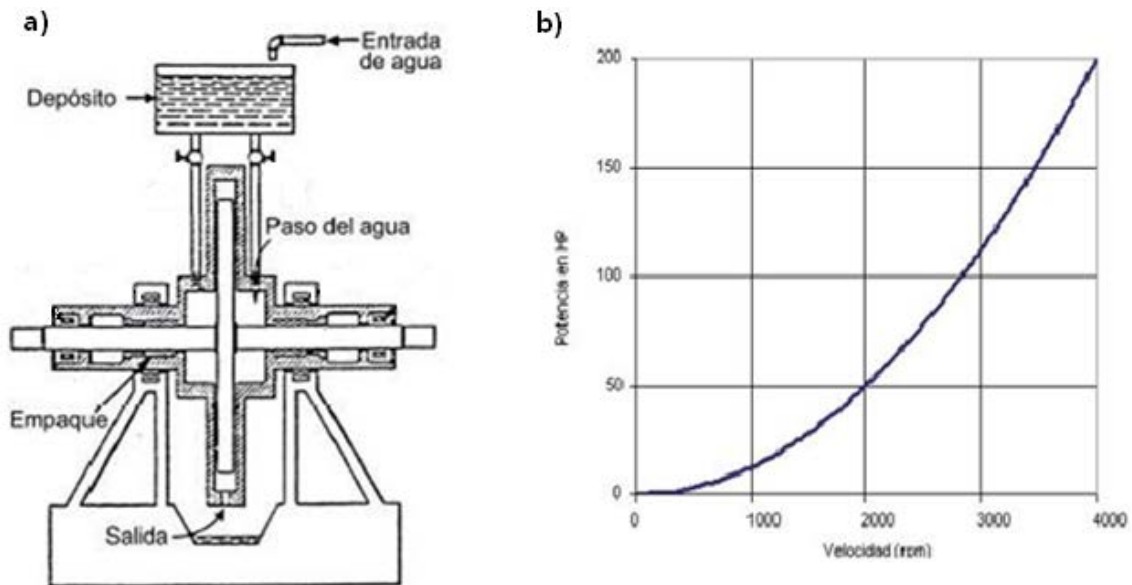 a)
Entrada
de agua
Depósito
Paso del agua
Empaque
Salida
b)
Potencia en HP
200
150
100
50
0
0
1000
2000
3000
4000
Velocidad (rpm)